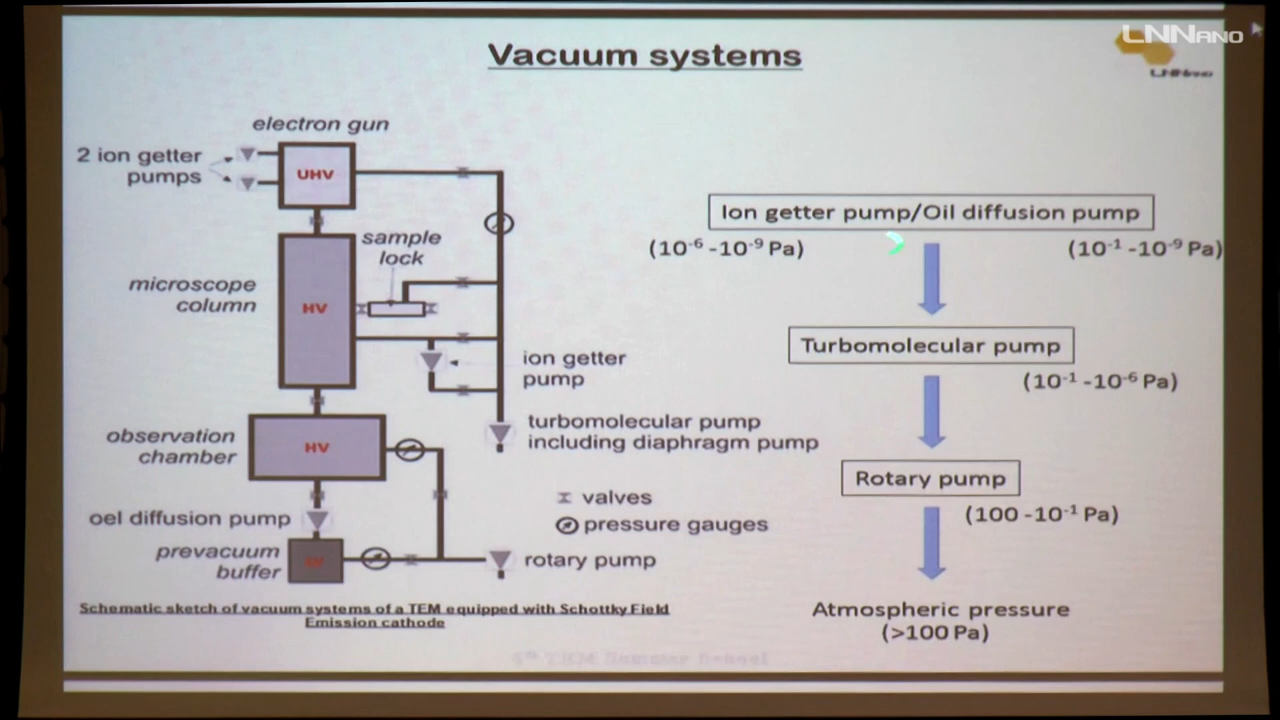 LNNANO
LNNano
Vacuum systems
electron gun
2 ion getter
pumps
UHV
sample
lock
microscope
column
HV
ion getter
pump
observation
chamber
HV
turbomolecular pump
including diaphragm pump
valves
pressure gauges
oel diffusion pump
prevacuum
buffer
rotary pump
Schematic sketch of vacuum systems of a TEM equipped with Schottky Field
Emission cathode
Ion getter pump/Oil diffusion pump
(10⁻⁶ -10⁻⁹ Pa)
(10⁻¹ -10⁻⁹ Pa)
Turbomolecular pump
(10⁻¹ -10⁻⁶ Pa)
Rotary pump
(100 -10⁻¹ Pa)
Atmospheric pressure
(>100 Pa)
TEM Summer School